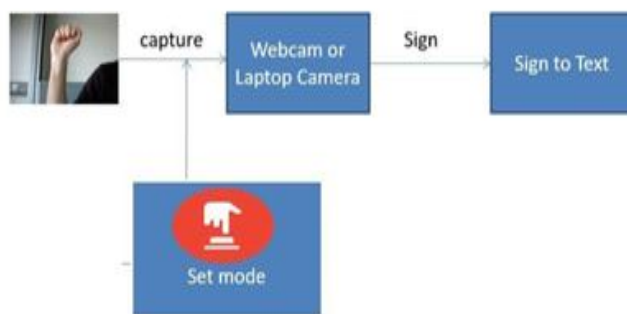 capture
Webcam or
Laptop Camera
Sign
Sign to Text
Set mode